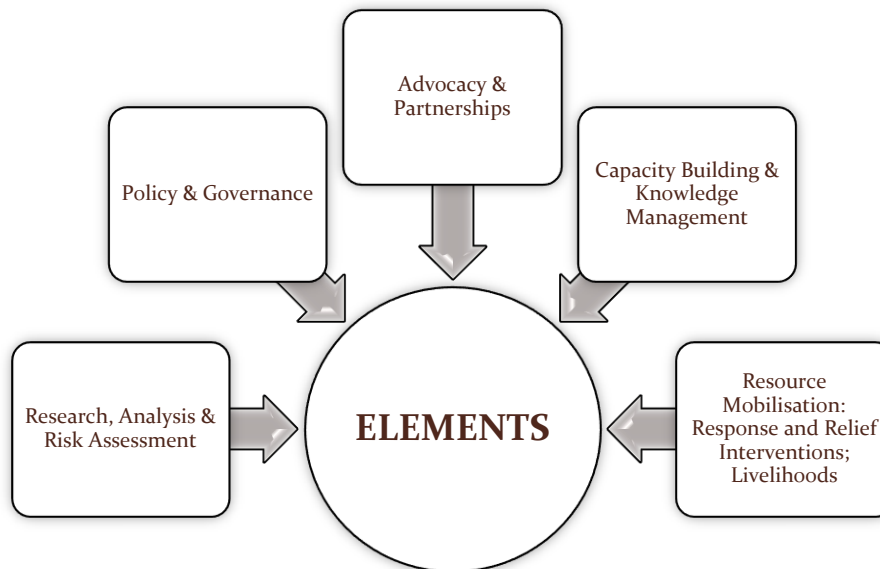 Advocacy &
Partnerships
Policy & Governance
Capacity Building &
Knowledge
Management
Research, Analysis &
Risk Assessment
ELEMENTS
Resource
Mobilisation:
Response and Relief
Interventions;
Livelihoods